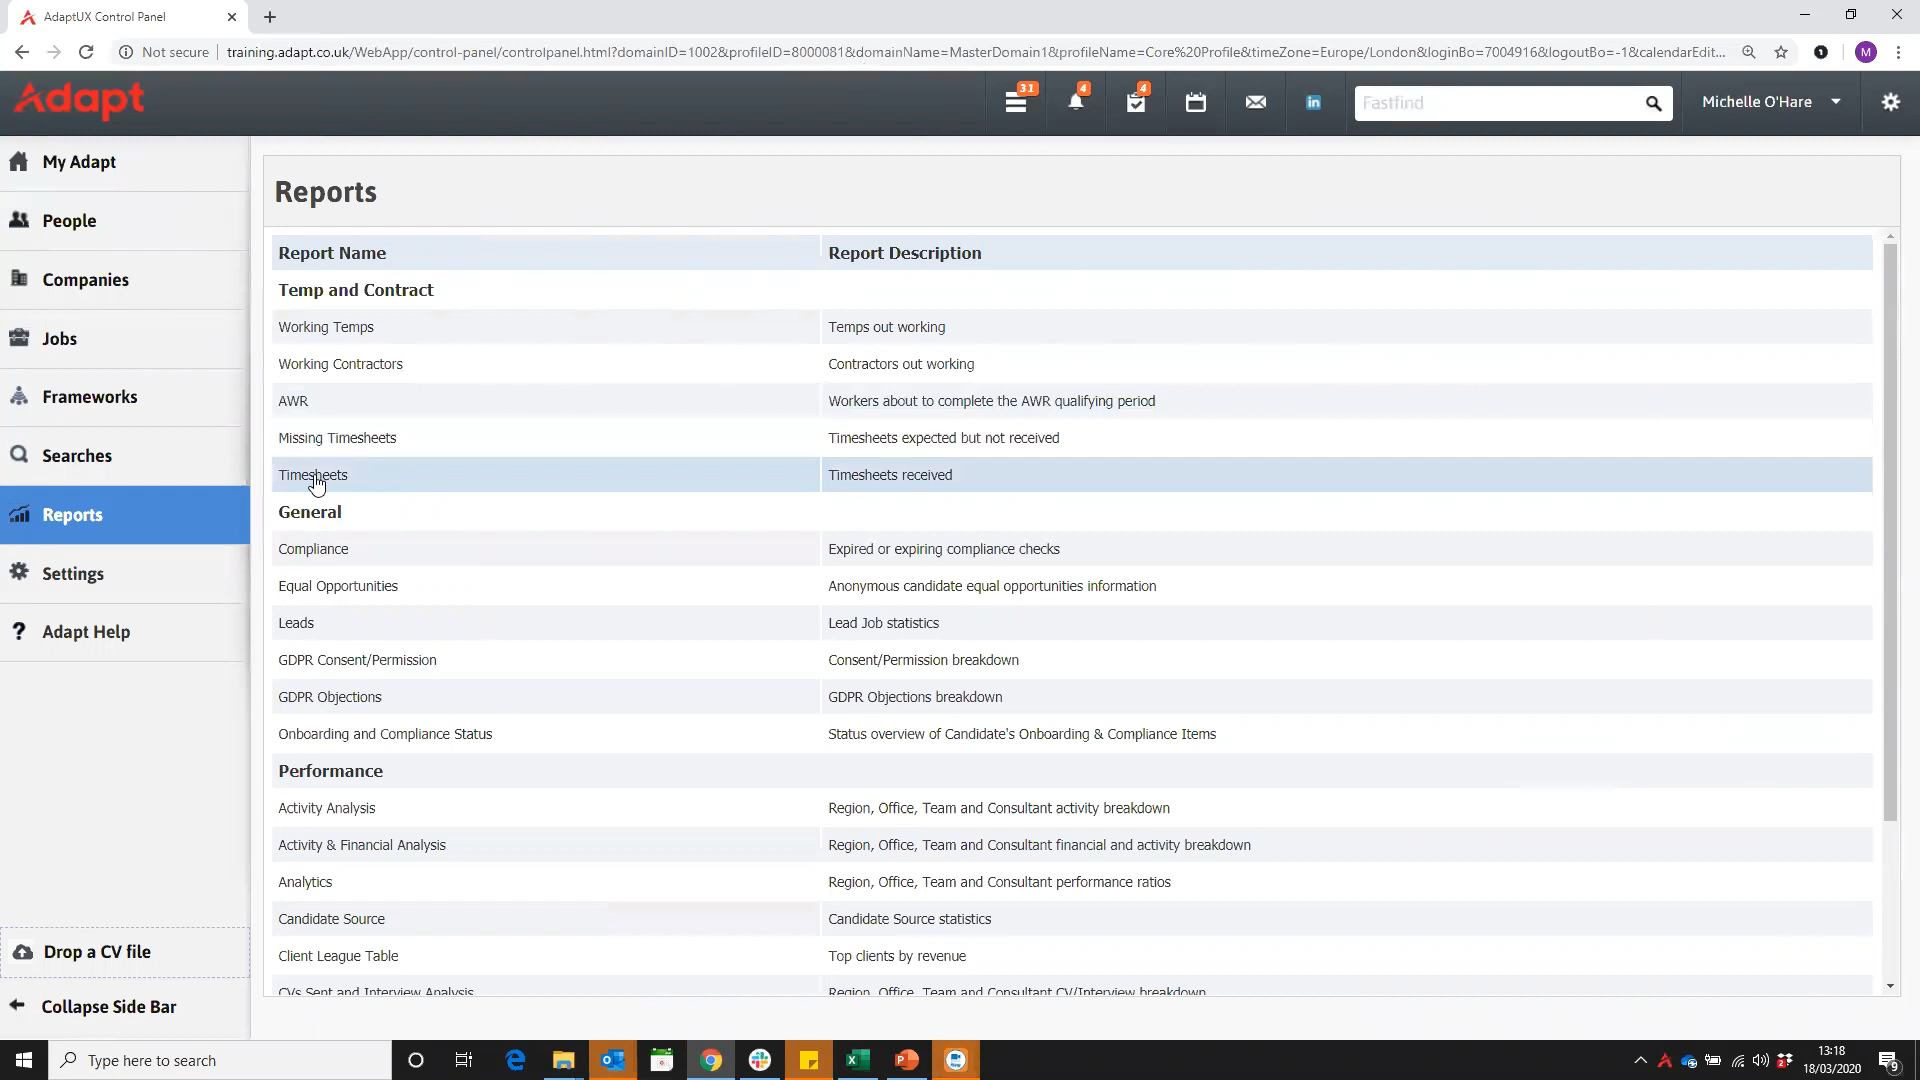 AdaptUX Control Panel
Not secure | training.adapt.co.uk/WebApp/control-panel/controlpanel.html?domainID=1002&profileID=8000081&domainName=MasterDomain1&profileName=Core%20Profile&timeZone=Europe/London&loginBo=7004916&logoutBo=-1&calendarEdit...
M
Adapt
31
4
4
in
Fastfind
Michelle O'Hare
My Adapt
People
Companies
Jobs
Frameworks
Searches
Reports
Settings
Adapt Help
Drop a CV file
Collapse Side Bar
Reports
Report Name Report Description
Temp and Contract
Working Temps Temps out working
Working Contractors Contractors out working
AWR Workers about to complete the AWR qualifying period
Missing Timesheets Timesheets expected but not received
Timesheets Timesheets received
General
Compliance Expired or expiring compliance checks
Equal Opportunities Anonymous candidate equal opportunities information
Leads Lead Job statistics
GDPR Consent/Permission Consent/Permission breakdown
GDPR Objections GDPR Objections breakdown
Onboarding and Compliance Status Status overview of Candidate's Onboarding & Compliance Items
Performance
Activity Analysis Region, Office, Team and Consultant activity breakdown
Activity & Financial Analysis Region, Office, Team and Consultant financial and activity breakdown
Analytics Region, Office, Team and Consultant performance ratios
Candidate Source Candidate Source statistics
Client League Table Top clients by revenue
CVs Sent and Interview Analysis Region, Office, Team and Consultant CV/Interview breakdown
Type here to search
13:18
18/03/2020
9